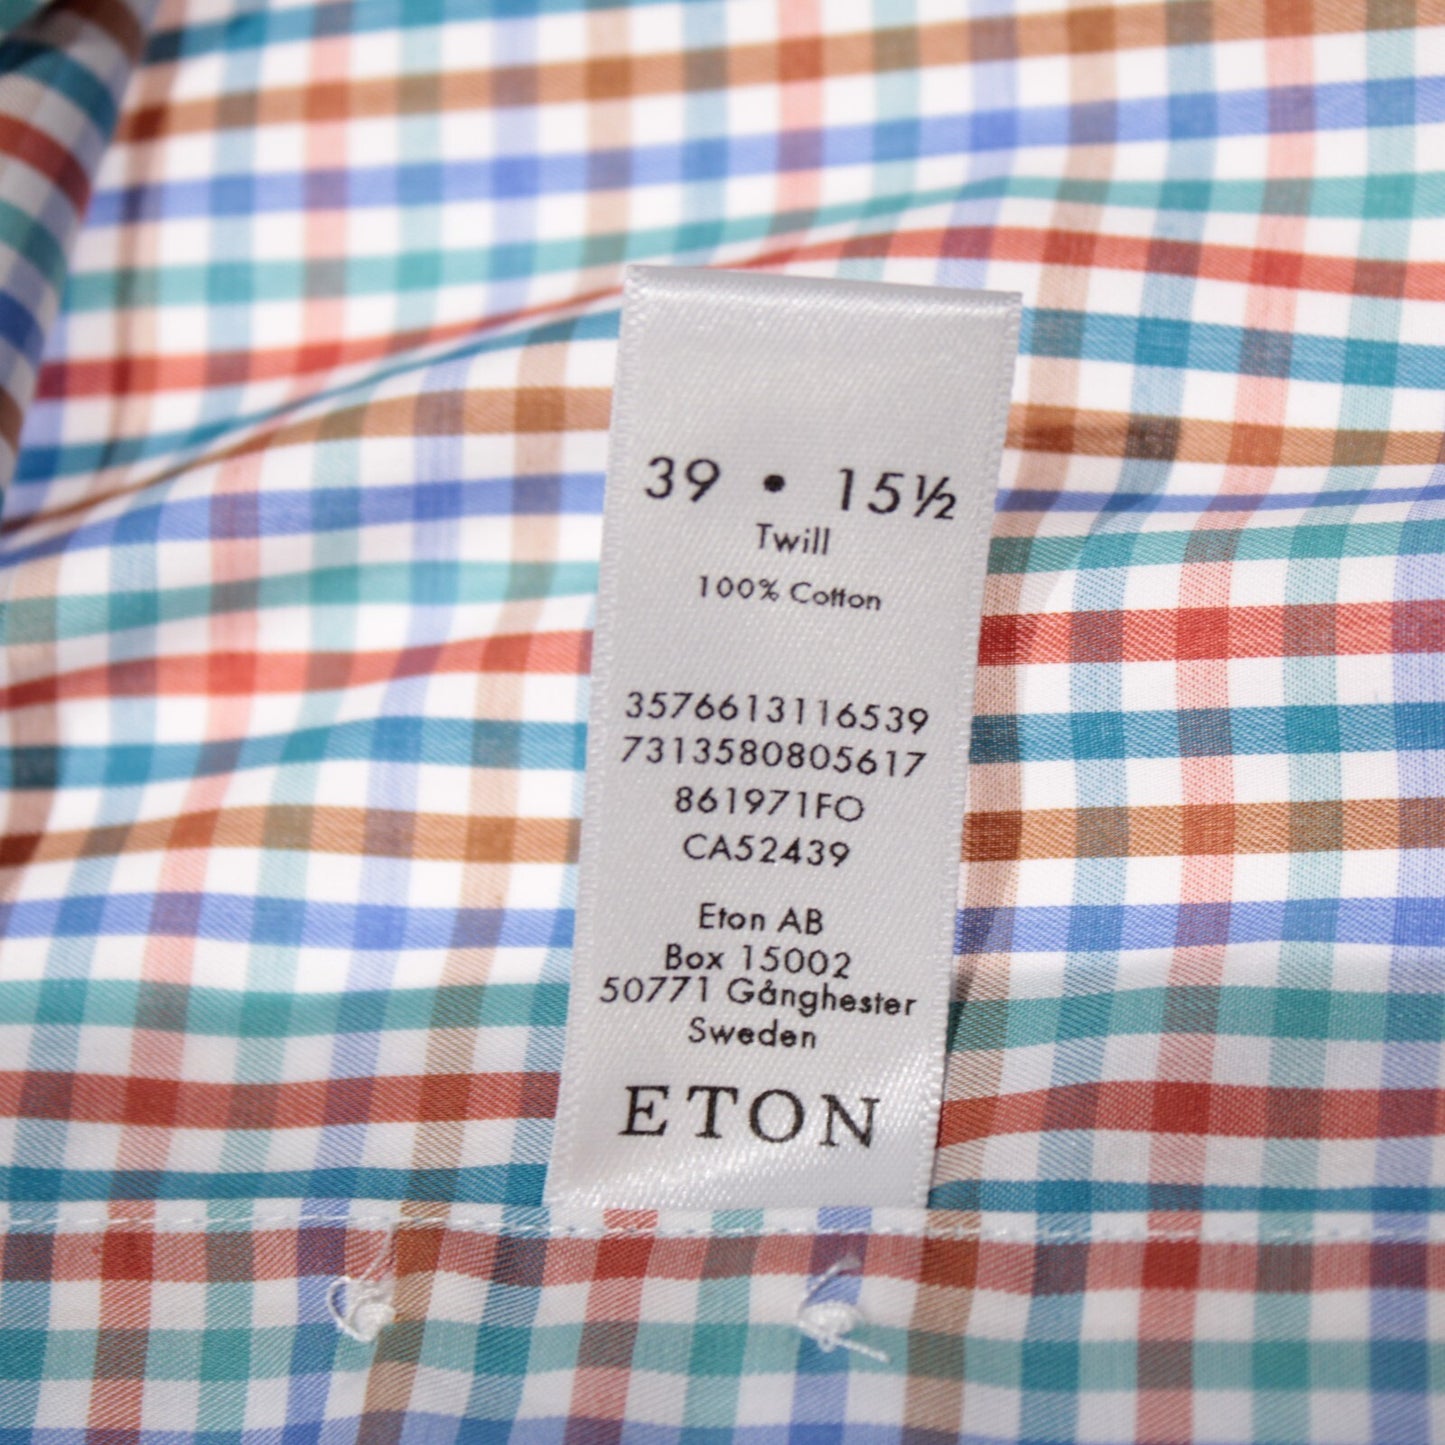 39 • 15½
Twill
100% Cotton
3576613116539
7313580805617
861971FO
CA52439
Eton AB
Box 15002
50771 Gånghester
Sweden
ETON